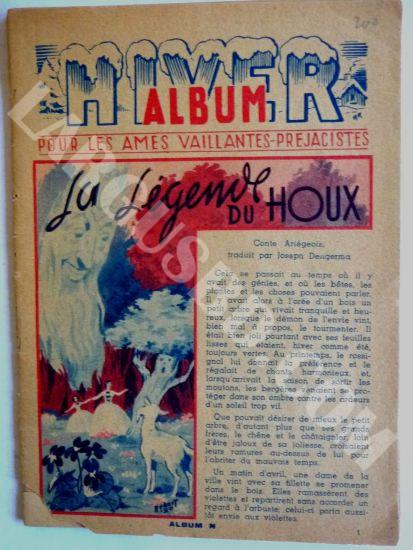 200
HIVER
ALBUM
POUR LES AMES VAILLANTES-PREJACISTES
La Légende
DU HOUX
Conte Ariégeois,
traduit par Joseph Dengerma
Cela se passait au temps où il y
avait des génies, et où les bêtes, les
plantes et les choses pouvaient parler.
Il y avait alors à l'orée d'un bois un
petit arbre qui vivait tranquille et heu-
reux, lorsque le démon de l'envie vint,
bien mal à propos, le tourmenter. Il
était bien joli pourtant avec ses feuilles
lisses qui étaient, hiver comme été,
toujours vertes. Au printemps, le rossi-
gnol lui donnait la préférence et le
régalait de chants harmonieux, et,
lorsqu'arrivait la saison de sortir les
moutons, les bergères venaient se pro-
téger dans son ombre contre les ardeurs
d'un soleil trop vif.
Que pouvait désirer de mieux le petit
arbre, d'autant plus que ses grands
frères, le chêne et le châtaignier, loin
d'être jaloux de sa joliesse, croisaient
leurs ramures au-dessus de lui pour
l'abriter du mauvais temps.
Un matin d'avril, une dame de la
ville vint avec sa fillette se promener
dans le bois. Elles ramassèrent des
violettes et repartirent sans accorder un
regard à l'arbuste; celui-ci porta aussi-
tôt envie aux violettes.
ALBUM N